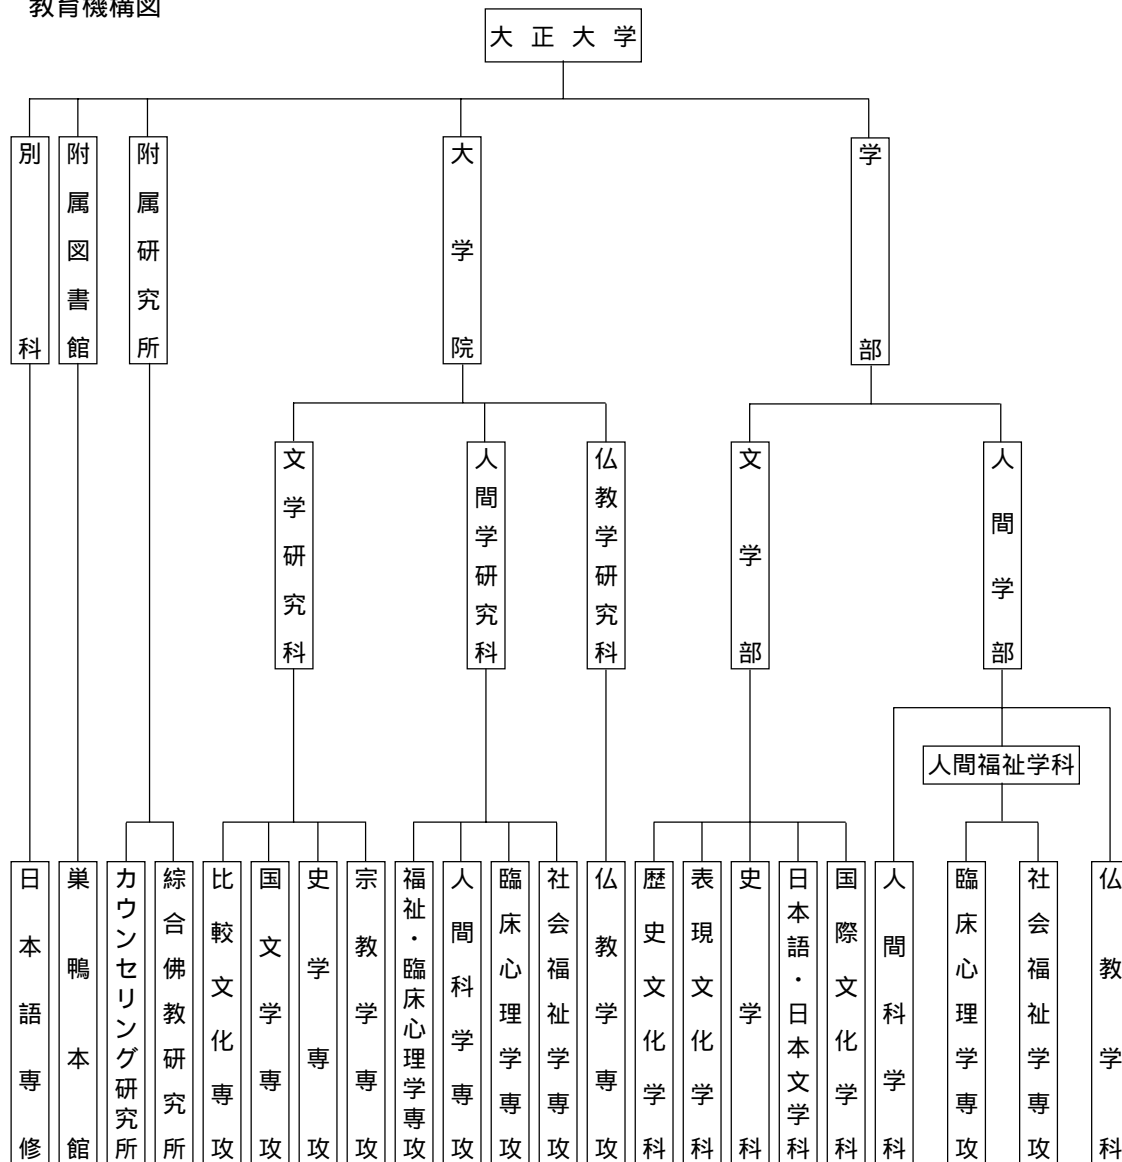 教育機構図
大正大学
別科
附属図書館
附属研究所
大学院
学部
文学研究科
人間学研究科
仏教学研究科
文学部
人間学部
人間福祉学科
日本語専修
巣鴨本館
カウンセリング研究所
綜合佛教研究所
比較文化専攻
国文学専攻
史学専攻
宗教学専攻
福祉・臨床心理学専攻
人間科学専攻
臨床心理学専攻
社会福祉学専攻
仏教学専攻
歴史文化学科
表現文化学科
史学科
日本語・日本文学科
国際文化学科
人間科学科
臨床心理学専攻
社会福祉学専攻
仏教学科